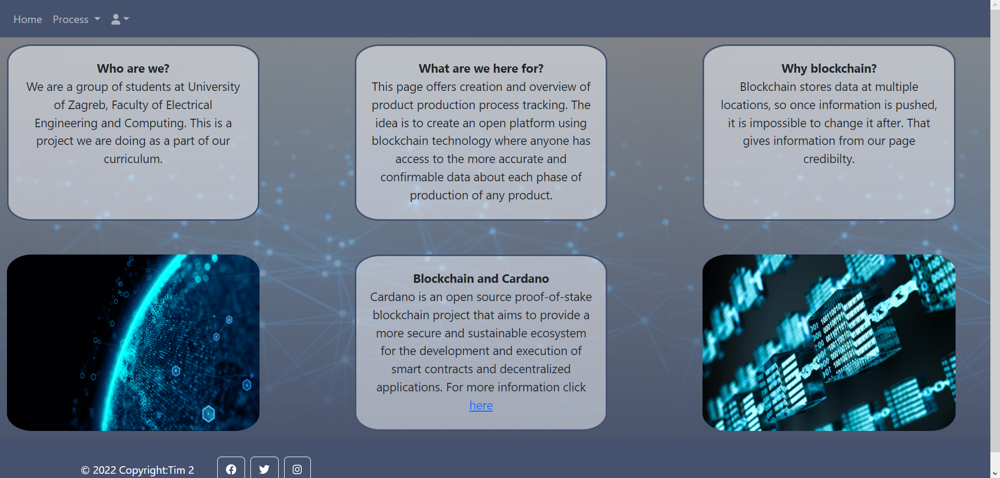 Home Process
Who are we?
We are a group of students at University
of Zagreb, Faculty of Electrical
Engineering and Computing. This is a
project we are doing as a part of our
curriculum.
What are we here for?
This page offers creation and overview of
product production process tracking. The
idea is to create an open platform using
blockchain technology where anyone has
access to the more accurate and
confirmable data about each phase of
production of any product.
Why blockchain?
Blockchain stores data at multiple
locations, so once information is pushed,
it is impossible to change it after. That
gives information from our page
credibilty.
Blockchain and Cardano
Cardano is an open source proof-of-stake
blockchain project that aims to provide a
more secure and sustainable ecosystem
for the development and execution of
smart contracts and decentralized
applications. For more information click
here
© 2022 Copyright:Tim 2